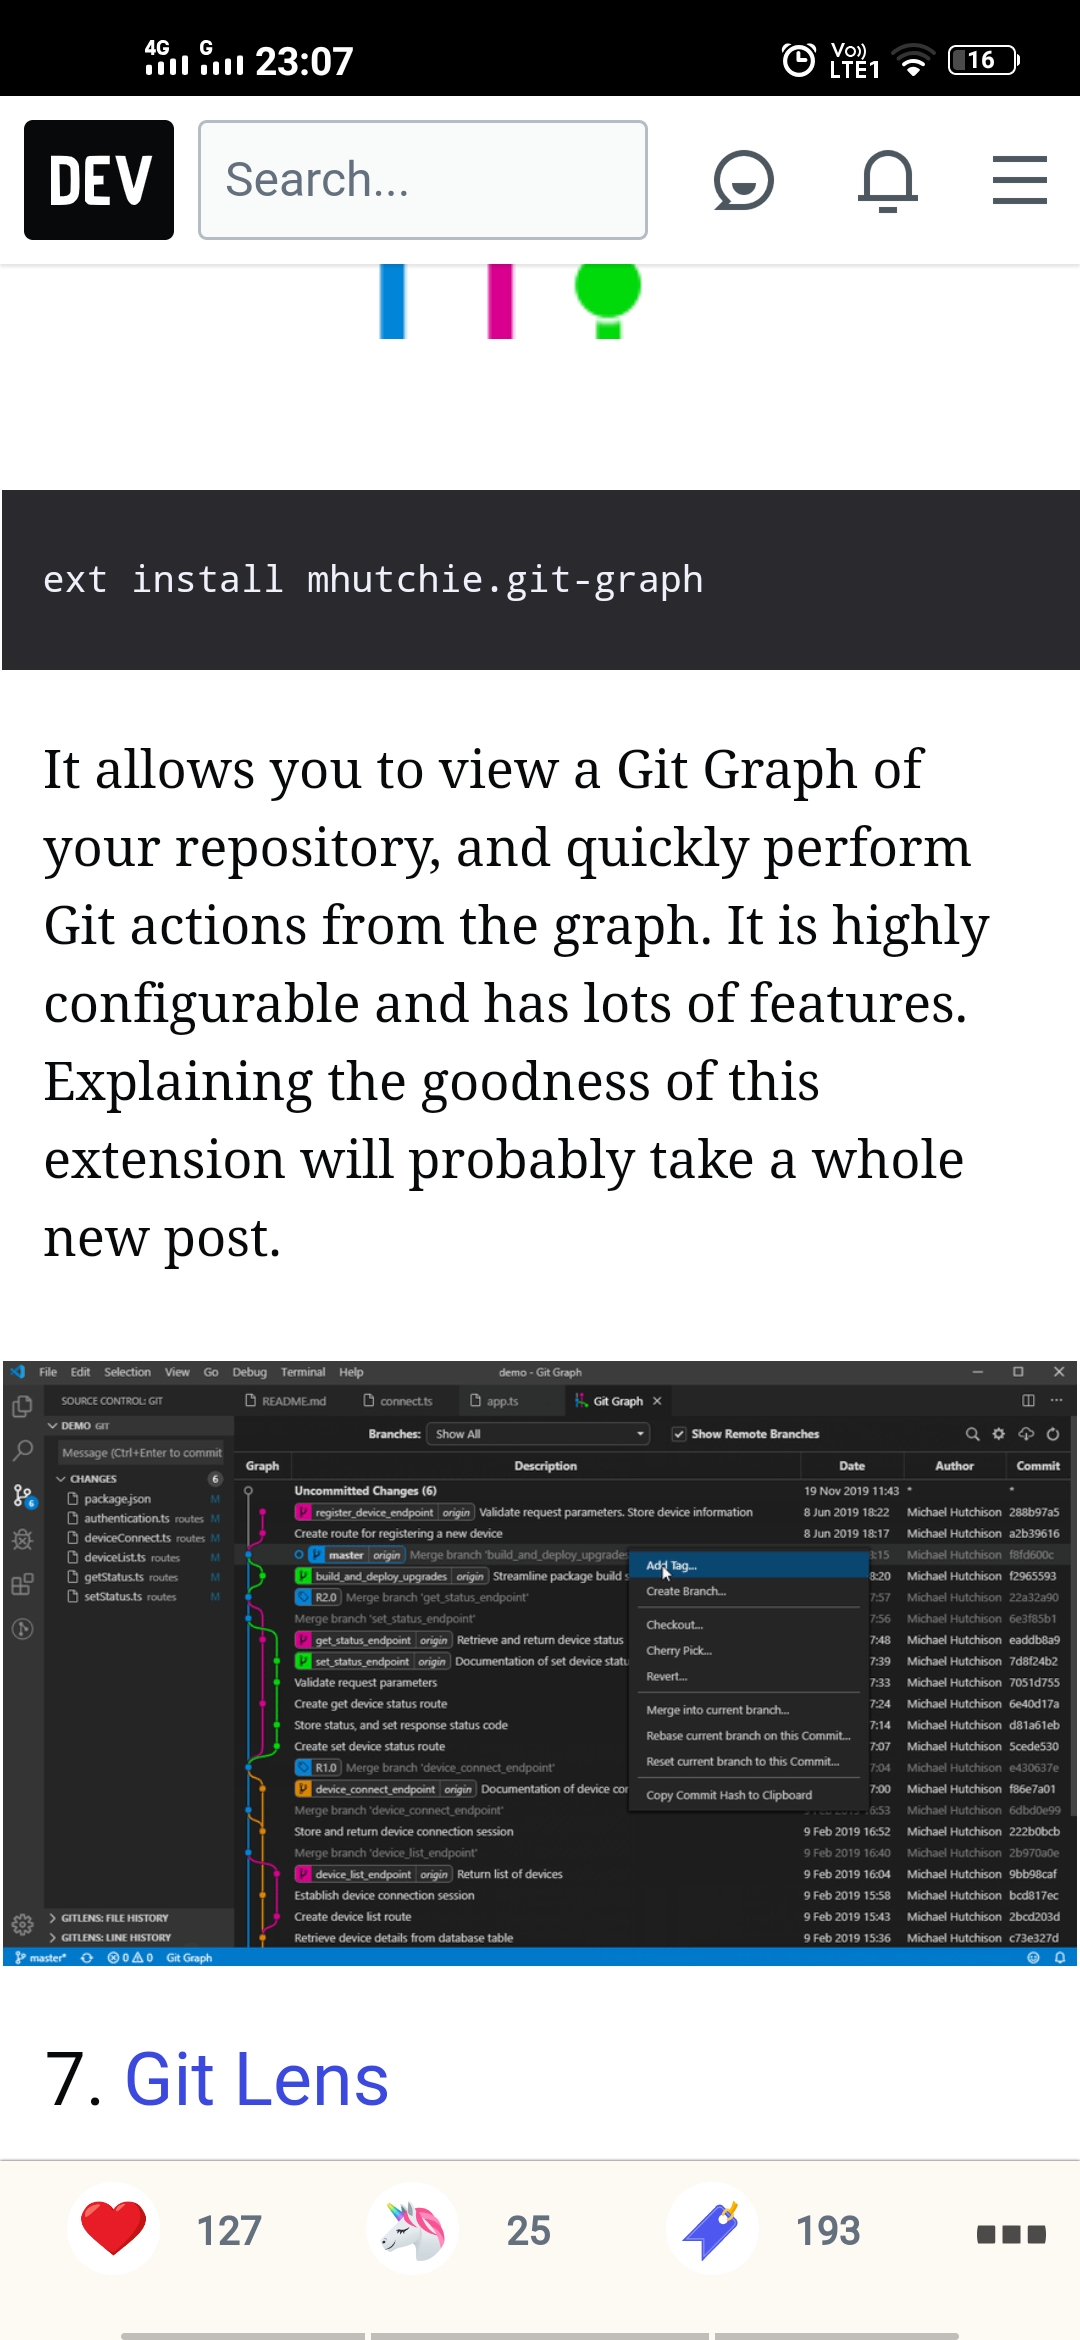 4G G 23:07 Vo)) LTE1 16
DEV Search...
ext install mhutchie.git-graph
It allows you to view a Git Graph of
your repository, and quickly perform
Git actions from the graph. It is highly
configurable and has lots of features.
Explaining the goodness of this
extension will probably take a whole
new post.
File Edit Selection View Go Debug Terminal Help demo - Git Graph
SOURCE CONTROL: GIT README.md connect.ts app.ts Git Graph
DEMO GIT
Branches: Show All Show Remote Branches
Message (Ctrl+Enter to commit
Graph Description Date Author Commit
CHANGES 6
package.json M
authentication.ts routes M
deviceConnect.ts routes M
deviceList.ts routes M
getStatus.ts routes M
setStatus.ts routes M
6
Uncommitted Changes (6) 19 Nov 2019 11:43 * *
register_device_endpoint origin Validate request parameters. Store device information 8 Jun 2019 18:22 Michael Hutchison 288b97a5
Create route for registering a new device 8 Jun 2019 18:17 Michael Hutchison a2b39616
master origin Merge branch 'build_and_deploy_upgrades 3:15 Michael Hutchison f8fd600c
build_and_deploy_upgrades origin Streamline package build s 8:20 Michael Hutchison f2965593
R2.0 Merge branch 'get_status_endpoint' 7:57 Michael Hutchison 22a32a90
Merge branch 'set_status_endpoint' 7:56 Michael Hutchison 6e3f85b1
get_status_endpoint origin Retrieve and return device status 7:48 Michael Hutchison eaddb8a9
set_status_endpoint origin Documentation of set device statu 7:39 Michael Hutchison 7d8f24b2
Validate request parameters 7:33 Michael Hutchison 7051d755
Create get device status route 7:24 Michael Hutchison 6e40d17a
Store status, and set response status code 7:14 Michael Hutchison d81a61eb
Create set device status route 7:07 Michael Hutchison 5cede530
R1.0 Merge branch 'device_connect_endpoint' 7:04 Michael Hutchison e430637e
device_connect_endpoint origin Documentation of device cor 7:00 Michael Hutchison f86e7a01
Merge branch 'device_connect_endpoint' 6:53 Michael Hutchison 6dbd0e99
Store and return device connection session 9 Feb 2019 16:52 Michael Hutchison 222b0bcb
Merge branch 'device_list_endpoint' 9 Feb 2019 16:40 Michael Hutchison 2b970a0e
device_list_endpoint origin Return list of devices 9 Feb 2019 16:04 Michael Hutchison 9bb98caf
Establish device connection session 9 Feb 2019 15:58 Michael Hutchison bcd817ec
Create device list route 9 Feb 2019 15:43 Michael Hutchison 2bcd203d
Retrieve device details from database table 9 Feb 2019 15:36 Michael Hutchison c73e327d
Add Tag...
Create Branch...
Checkout...
Cherry Pick...
Revert...
Merge into current branch...
Rebase current branch on this Commit...
Reset current branch to this Commit...
Copy Commit Hash to Clipboard
GITLENS: FILE HISTORY
GITLENS: LINE HISTORY
master* 0 0 Git Graph
7. Git Lens
127 25 193